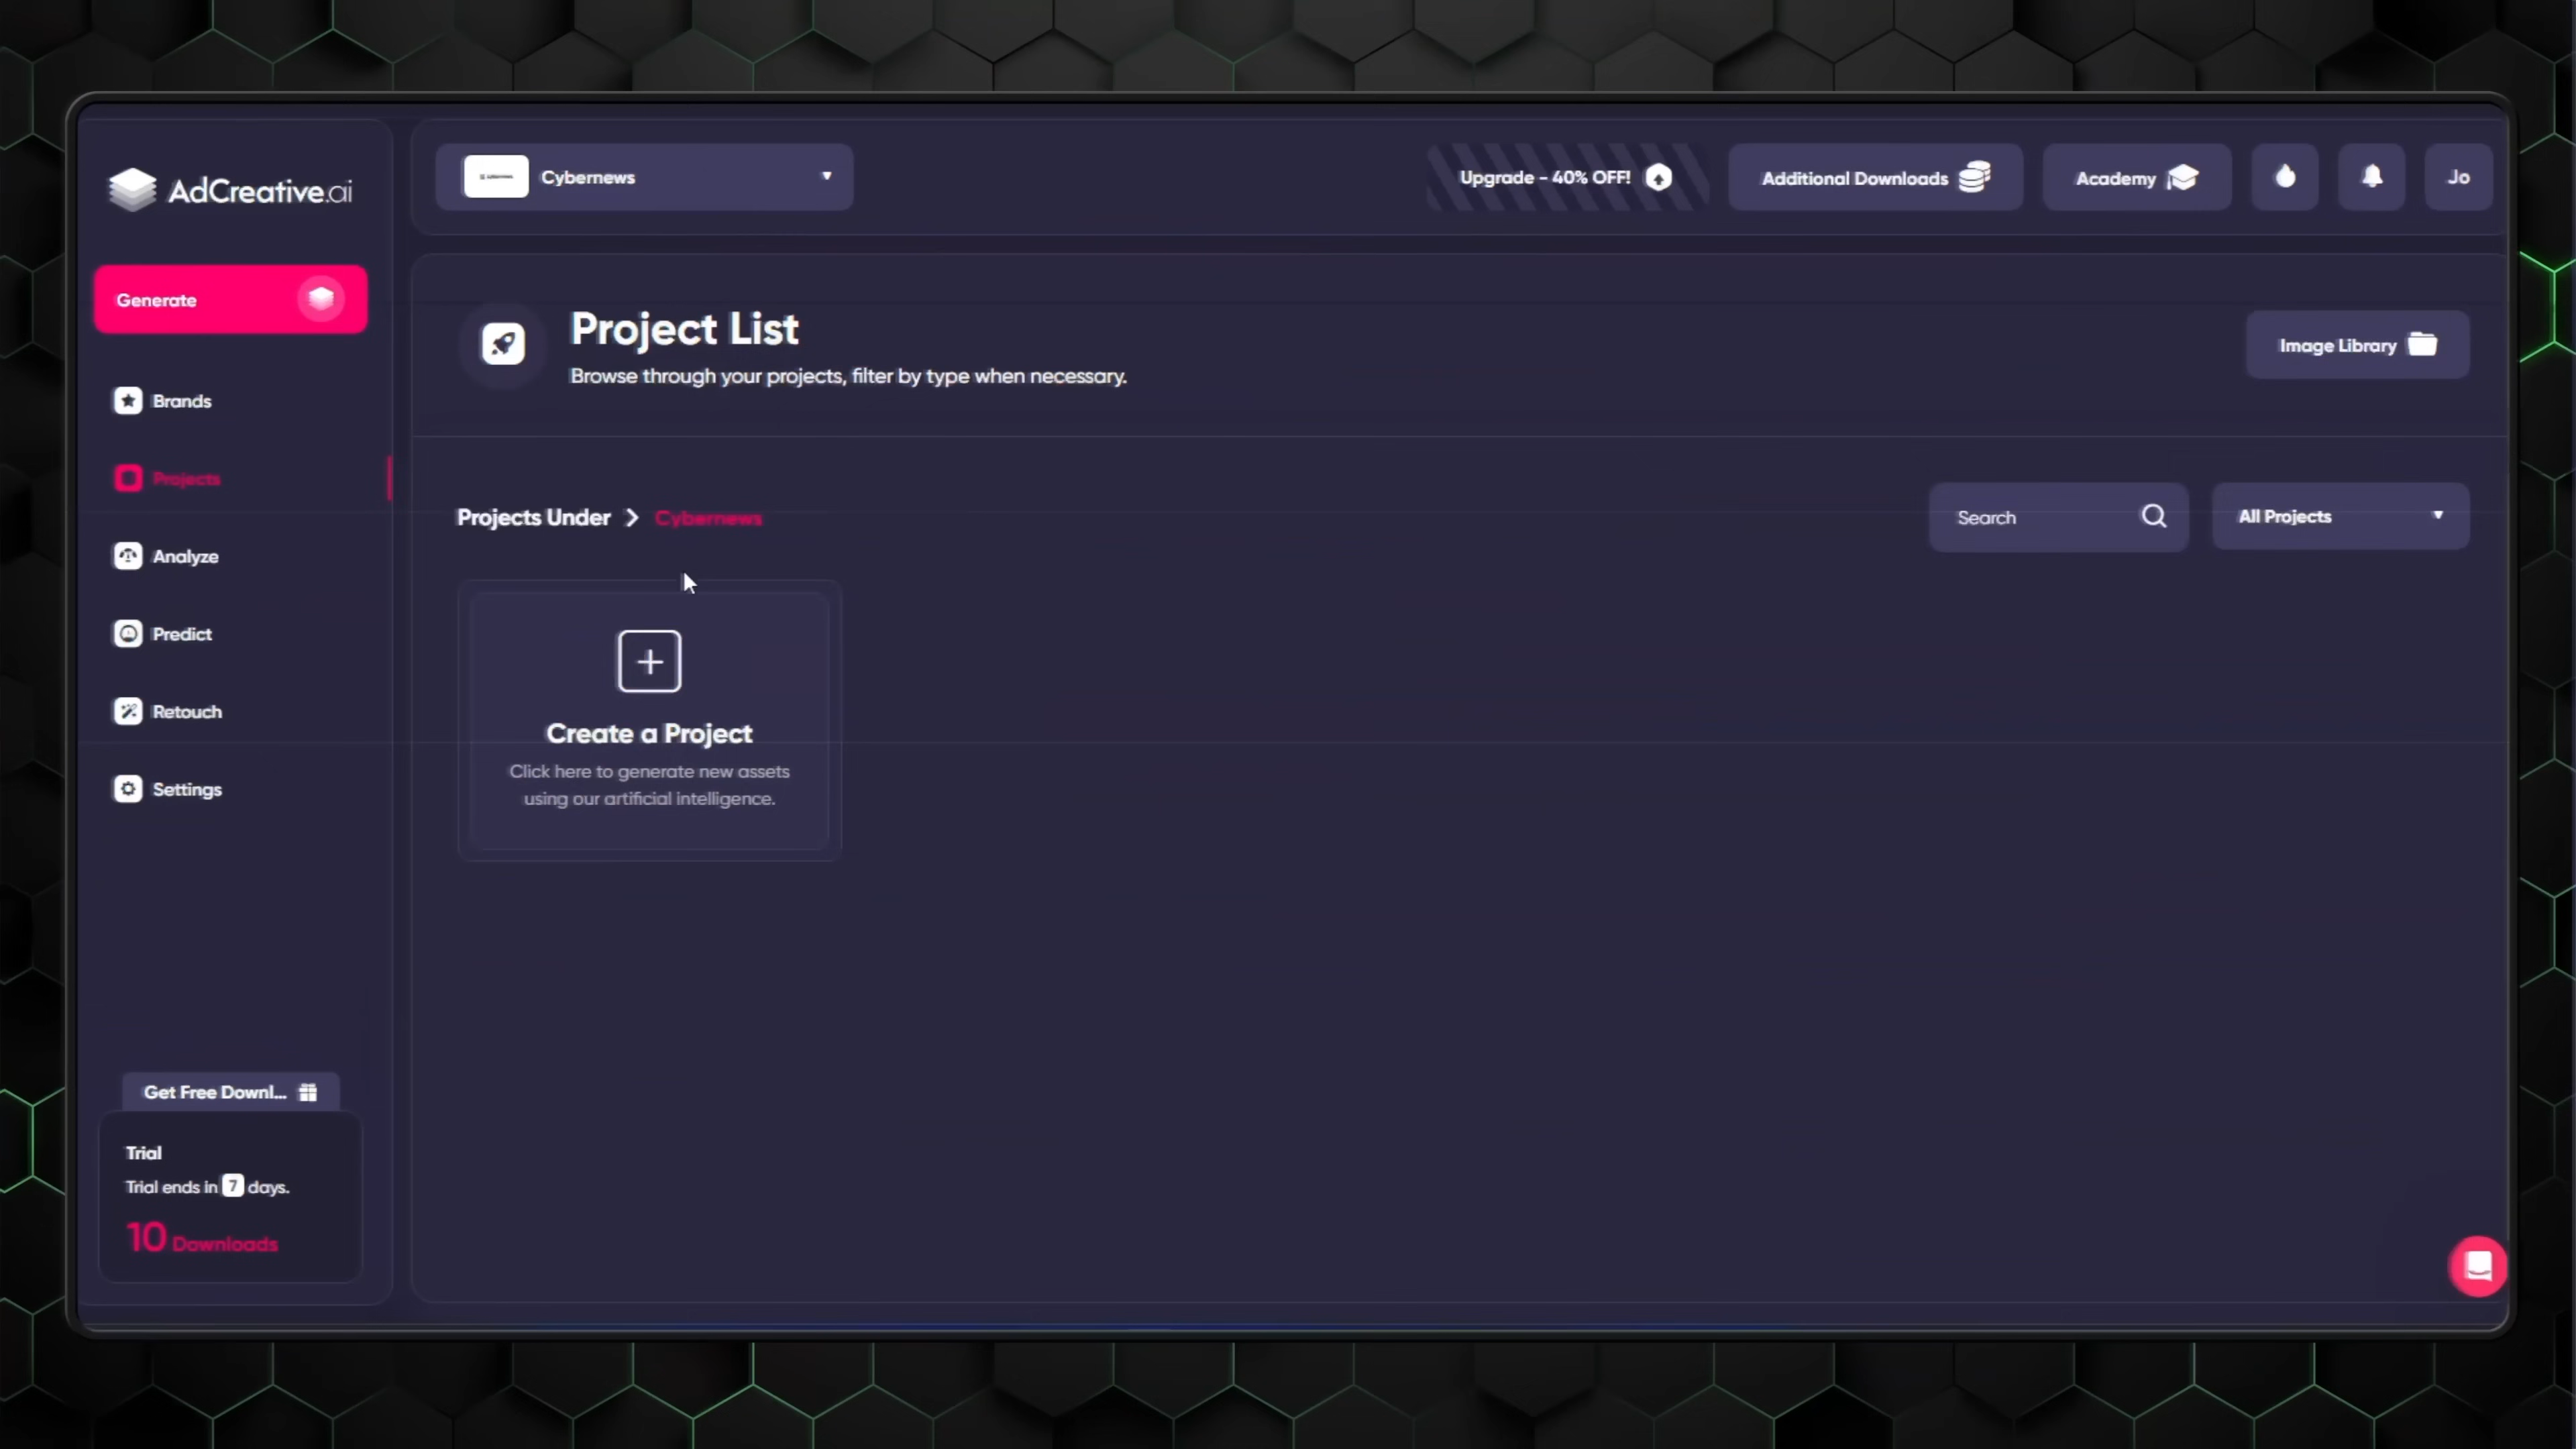 AdCreative.ai
Cybernews
Upgrade - 40% OFF!
Additional Downloads
Academy
Jo
Generate
Brands
Projects
Analyze
Predict
Retouch
Settings
Project List
Browse through your projects, filter by type when necessary.
Image Library
Projects Under
Cybernews
Search
All Projects
Create a Project
Click here to generate new assets
using our artificial intelligence.
Get Free Downl...
Trial
Trial ends in 7 days.
10 Downloads